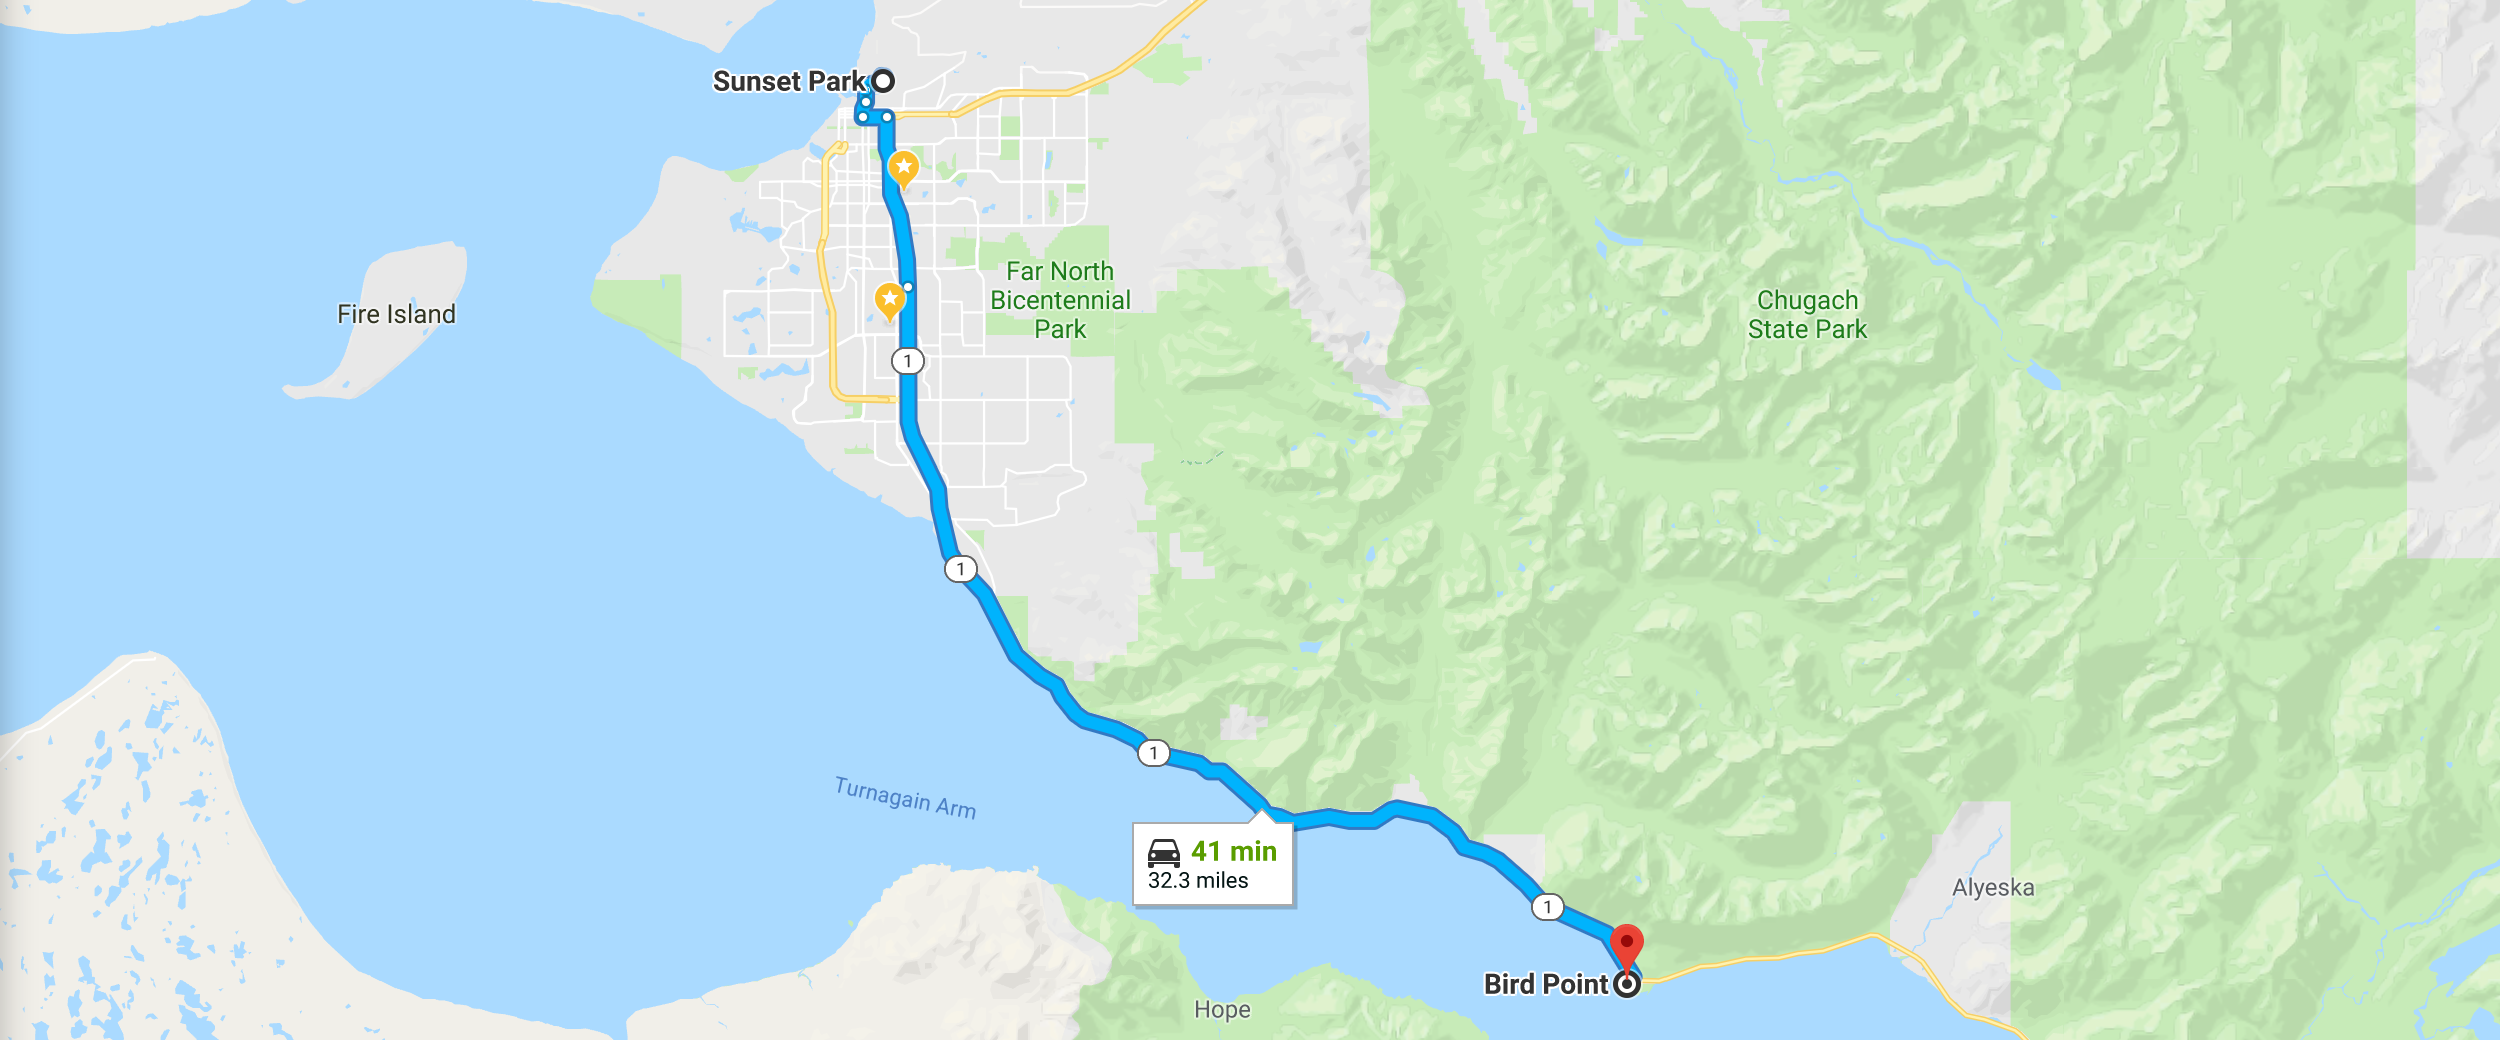 Sunset Park
Far North
Bicentennial
Park
Chugach
State Park
Fire Island
1
1
1
Turnagain Arm
41 min
32.3 miles
Alyeska
1
Bird Point
Hope